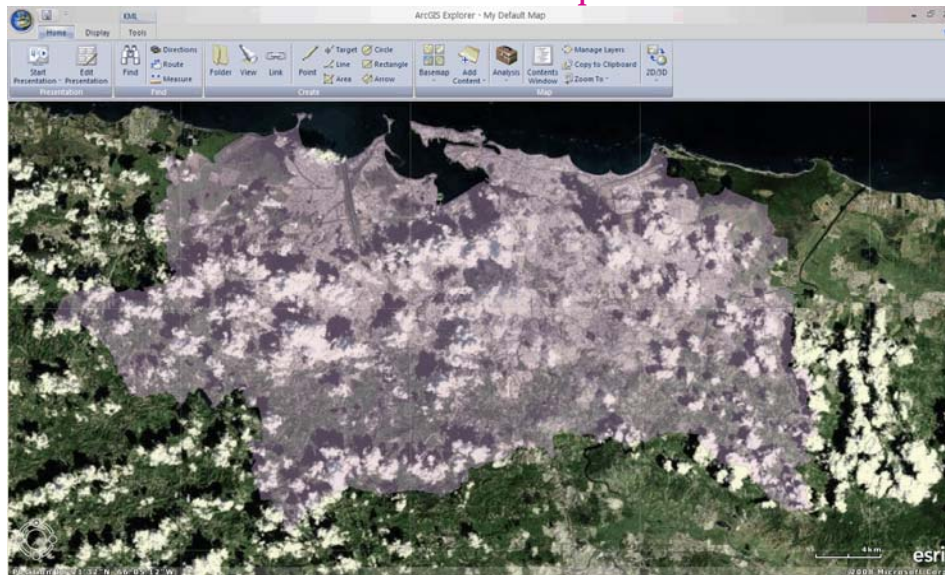 ArcGIS Explorer - My Default Map
KML
Home Display Tools
Start Presentation
Edit Presentation
Presentation
Find
Directions
Route
Measure
Find
Folder
View
Link
Point
Target
Line
Area
Circle
Rectangle
Arrow
Create
Basemap
Add Content
Analysis
Contents Window
Manage Layers
Copy to Clipboard
Zoom To
2D/3D
Map
4km
esri